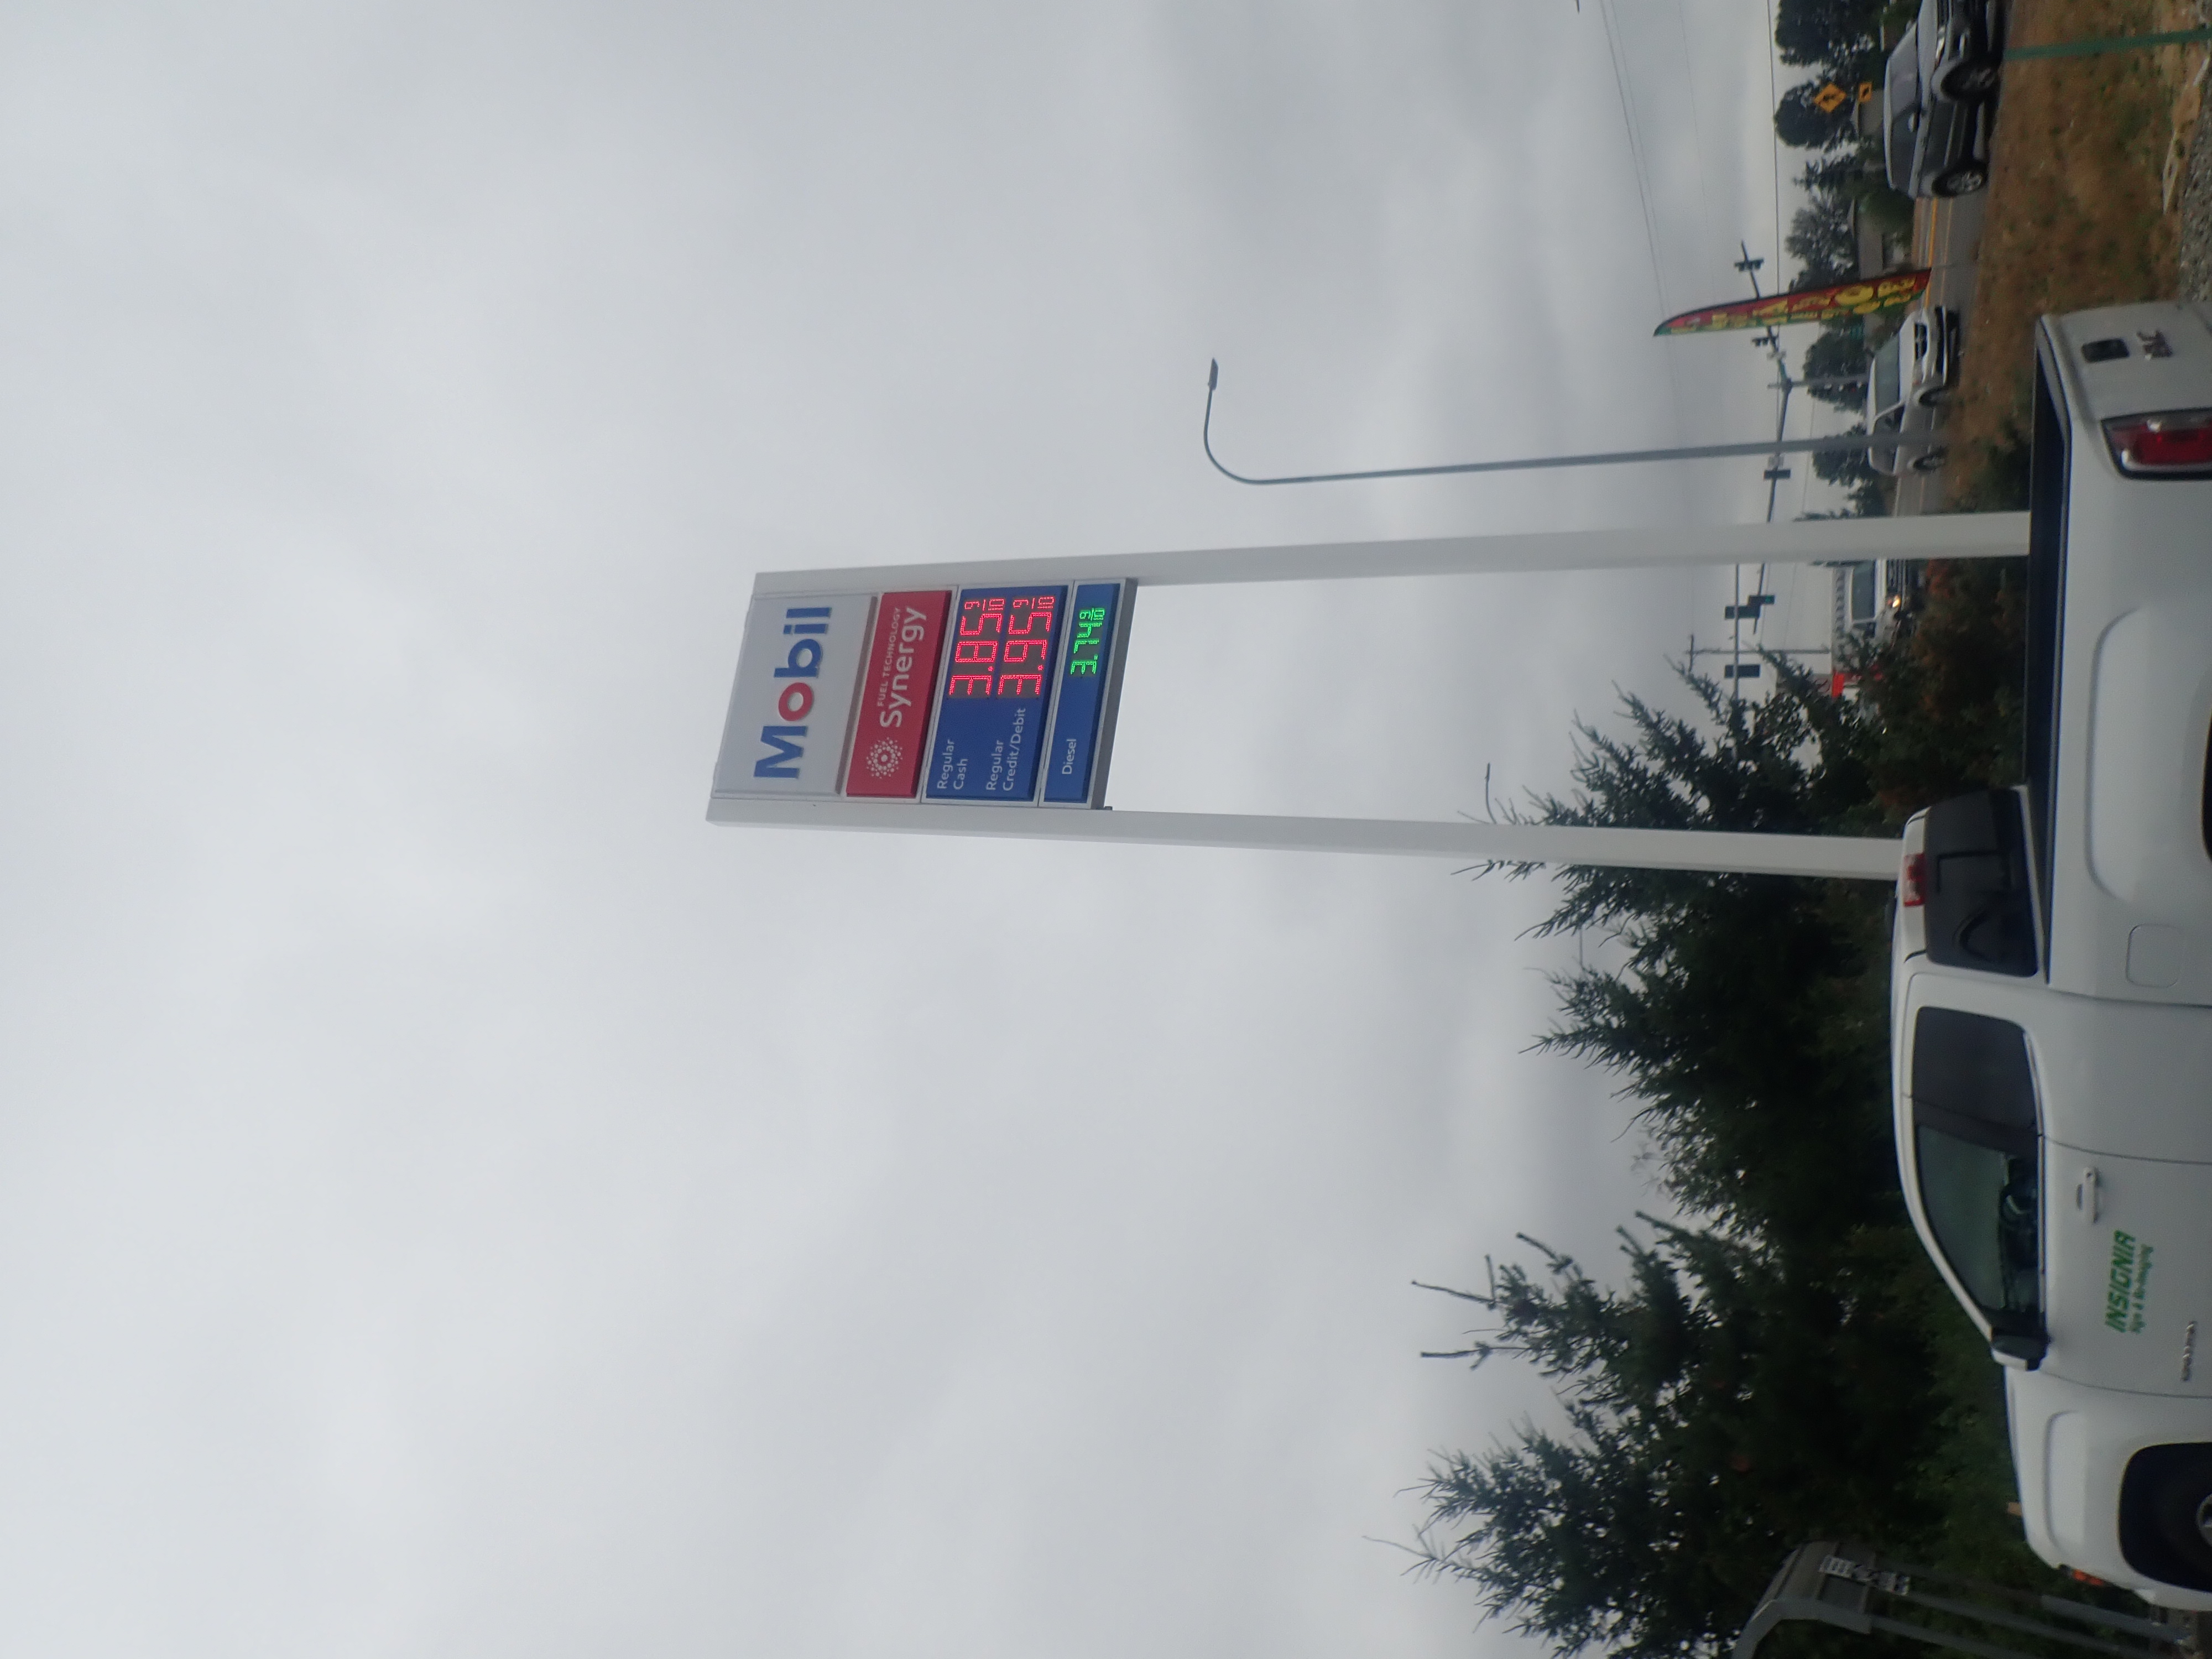 Mobil
FUEL TECHNOLOGY
Synergy
Regular
Cash
3.85 9/10
Regular
Credit/Debit
3.95 9/10
Diesel
3.74 9/10
INSIGNIA